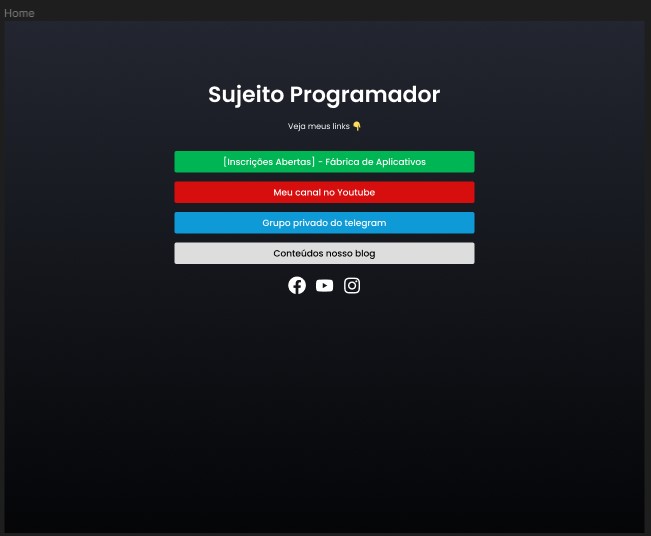 Home
Sujeito Programador
Veja meus links 👇
[Inscrições Abertas] - Fábrica de Aplicativos
Meu canal no Youtube
Grupo privado do telegram
Conteúdos nosso blog